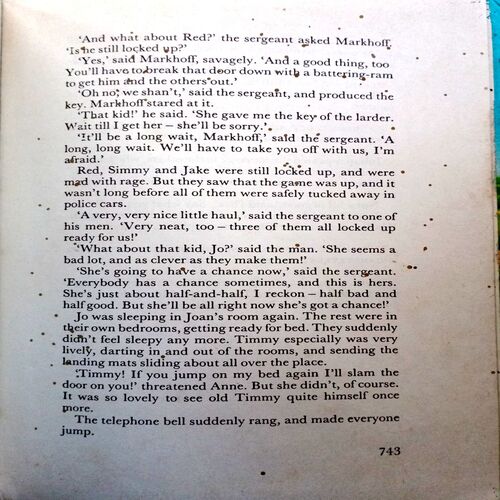 'And what about Red?' the sergeant asked Markhoff.
'Is he still locked up?'
'Yes,' said Markhoff, savagely. 'And a good thing, too
You'll have to break that door down with a battering-ram
to get him and the others out.'
'Oh no, we shan't,' said the sergeant, and produced the
key. Markhoff stared at it.
'That kid!' he said. 'She gave me the key of the larder.
Wait till I get her – she'll be sorry.'
'It'll be a long wait, Markhoff,' said the sergeant. 'A
long, long wait. We'll have to take you off with us, I'm
afraid.'
Red, Simmy and Jake were still locked up, and were
mad with rage. But they saw that the game was up, and it
wasn't long before all of them were safely tucked away in
police cars.
'A very, very nice little haul,' said the sergeant to one of
his men. 'Very neat, too – three of them all locked up
ready for us!'
'What about that kid, Jo?' said the man. 'She seems a
bad lot, and as clever as they make them!'
'She's going to have a chance now,' said the sergeant.
'Everybody has a chance sometimes, and this is hers.
She's just about half-and-half, I reckon – half bad and
half good. But she'll be all right now she's got a chance!'
Jo was sleeping in Joan's room again. The rest were in
their own bedrooms, getting ready for bed. They suddenly
didn't feel sleepy any more. Timmy especially was very
lively, darting in and out of the rooms, and sending the
landing mats sliding about all over the place.
'Timmy! If you jump on my bed again I'll slam the
door on you!' threatened Anne. But she didn't, of course.
It was so lovely to see old Timmy quite himself once
more.
The telephone bell suddenly rang, and made everyone
jump.
743